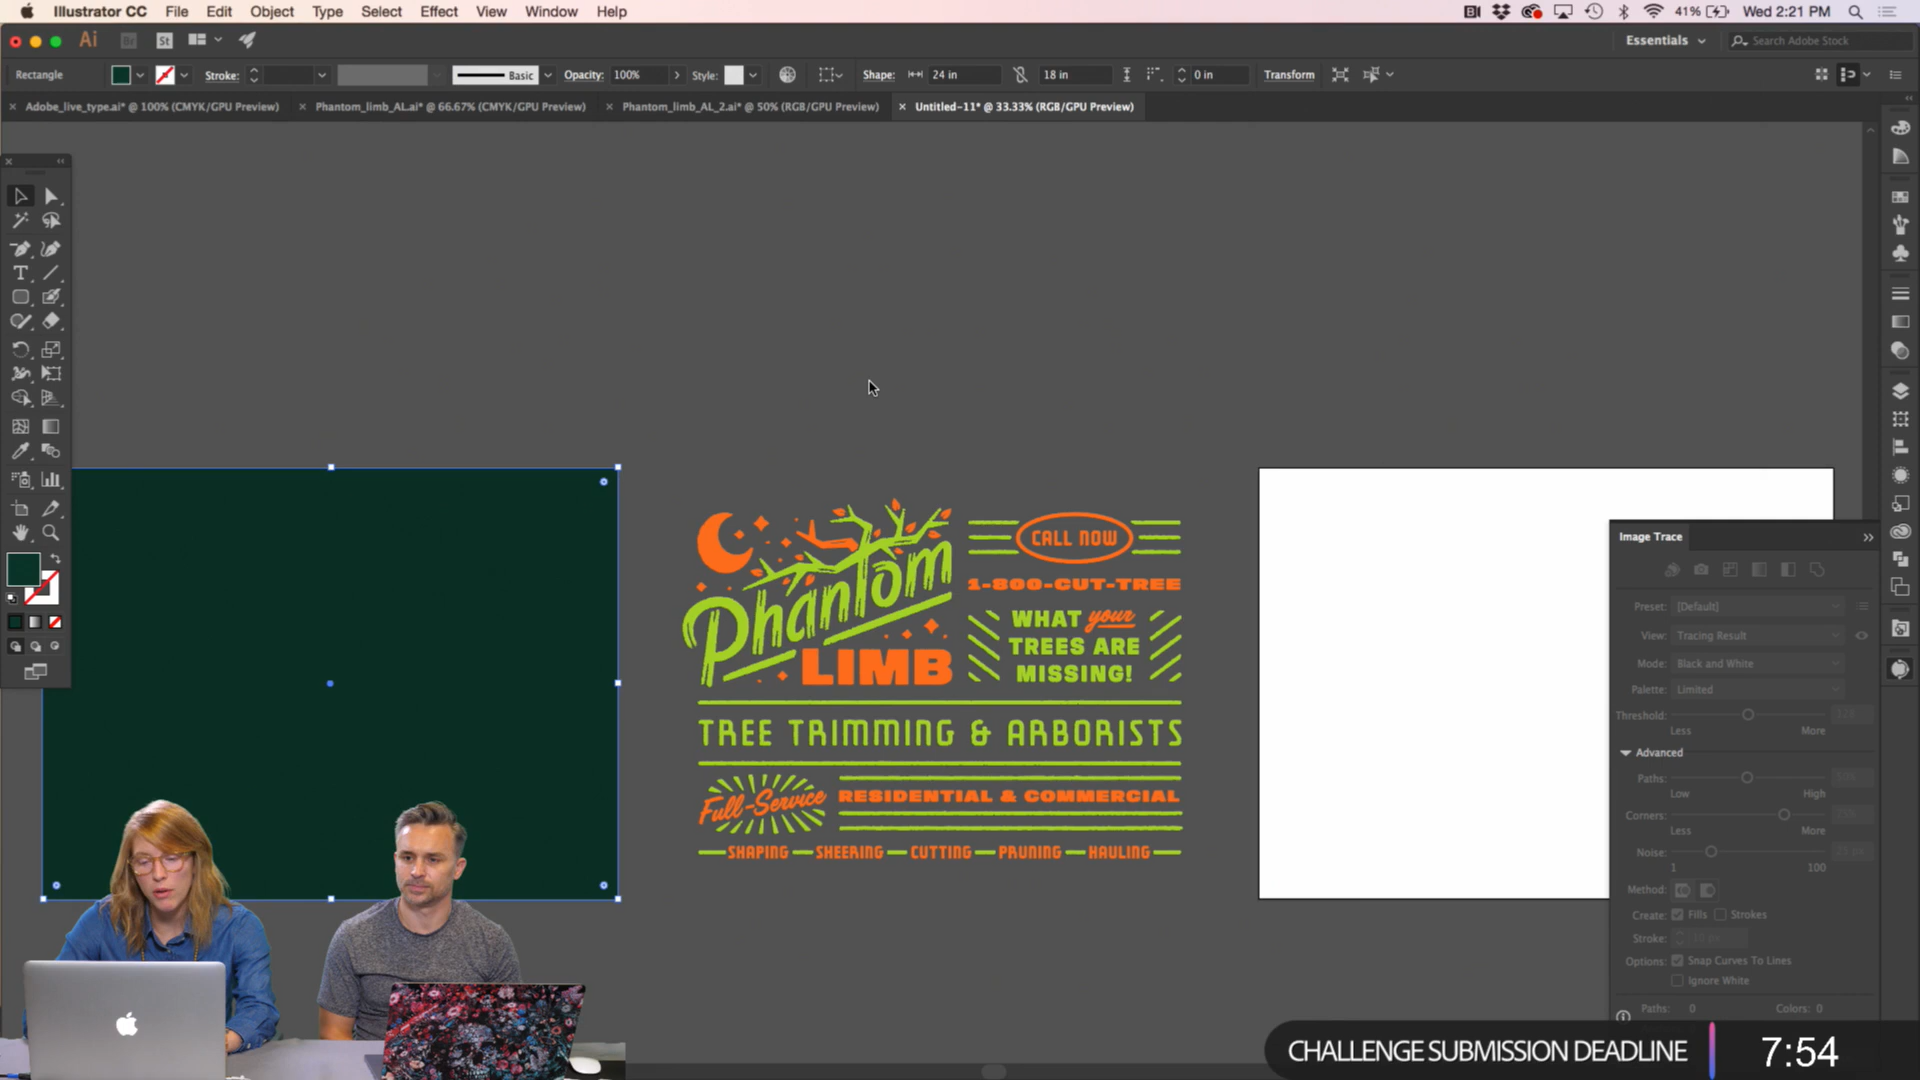 Illustrator CC File Edit Object Type Select Effect View Window Help
41% Wed 2:21 PM
Ai Br St Essentials Search Adobe Stock
Rectangle Stroke: Basic Opacity: 100% Style: Shape: 24 in 18 in 0 in Transform
Adobe_live_type.ai* @ 100% (CMYK/GPU Preview) Phantom_limb_AL.ai* @ 66.67% (CMYK/GPU Preview) Phantom_limb_AL_2.ai* @ 50% (RGB/GPU Preview) Untitled-11* @ 33.33% (RGB/GPU Preview)
Phantom
LIMB
CALL NOW
1-800-CUT-TREE
WHAT your
TREES ARE
MISSING!
TREE TRIMMING & ARBORISTS
Full-Service
RESIDENTIAL & COMMERCIAL
SHAPING SHEERING CUTTING PRUNING HAULING
Image Trace
Preset: [Default]
View: Tracing Result
Mode: Black and White
Palette: Limited
Threshold:
Less More
Advanced
Paths:
Low High
Corners:
Less More
Noise:
1 100
Method:
Create: Fills Strokes
Stroke:
Options: Snap Curves To Lines
Ignore White
Paths: 0 Colors: 0
CHALLENGE SUBMISSION DEADLINE 7:54